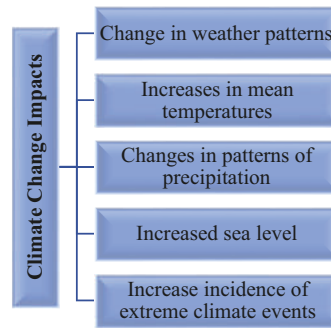 Climate Change Impacts
Change in weather patterns
Increases in mean
temperatures
Changes in patterns of
precipitation
Increased sea level
Increase incidence of
extreme climate events